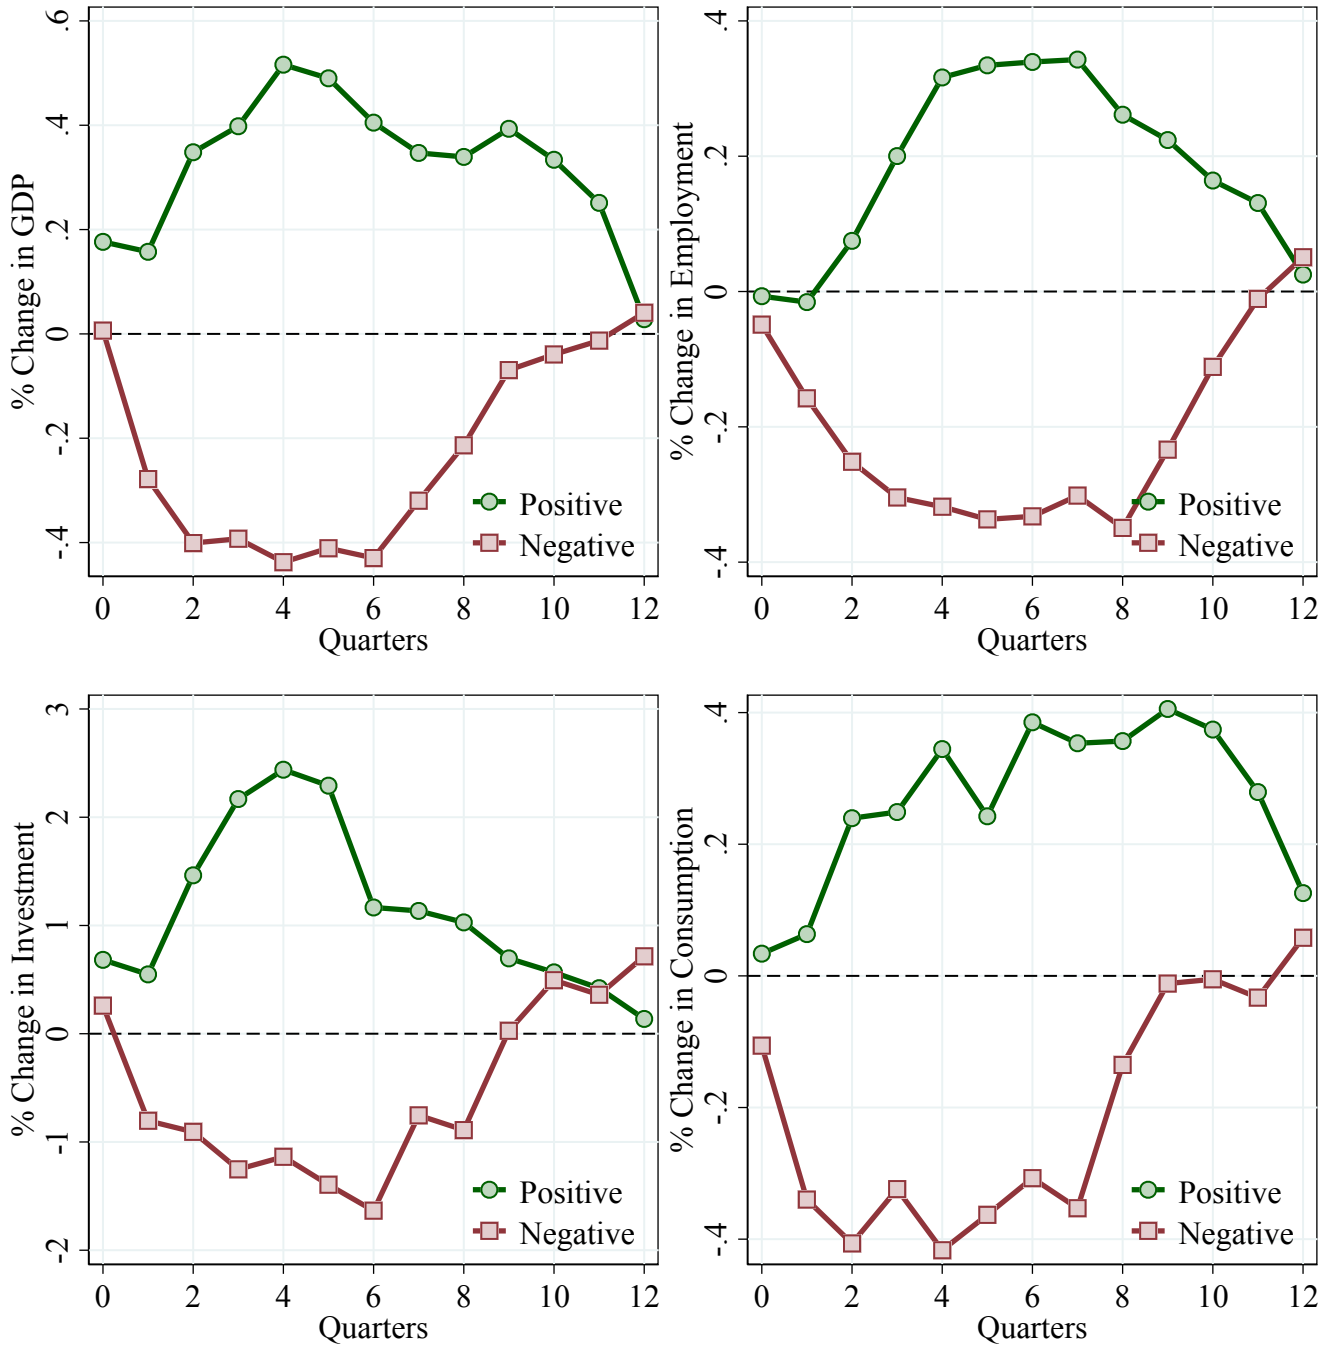 % Change in GDP
.6
.4
.2
0
-.2
-.4
Positive
Negative
0 2 4 6 8 10 12
Quarters
% Change in Employment
.4
.2
0
-.2
-.4
Positive
Negative
0 2 4 6 8 10 12
Quarters
% Change in Investment
3
2
1
0
-1
-2
Positive
Negative
0 2 4 6 8 10 12
Quarters
% Change in Consumption
.4
.2
0
-.2
-.4
Positive
Negative
0 2 4 6 8 10 12
Quarters